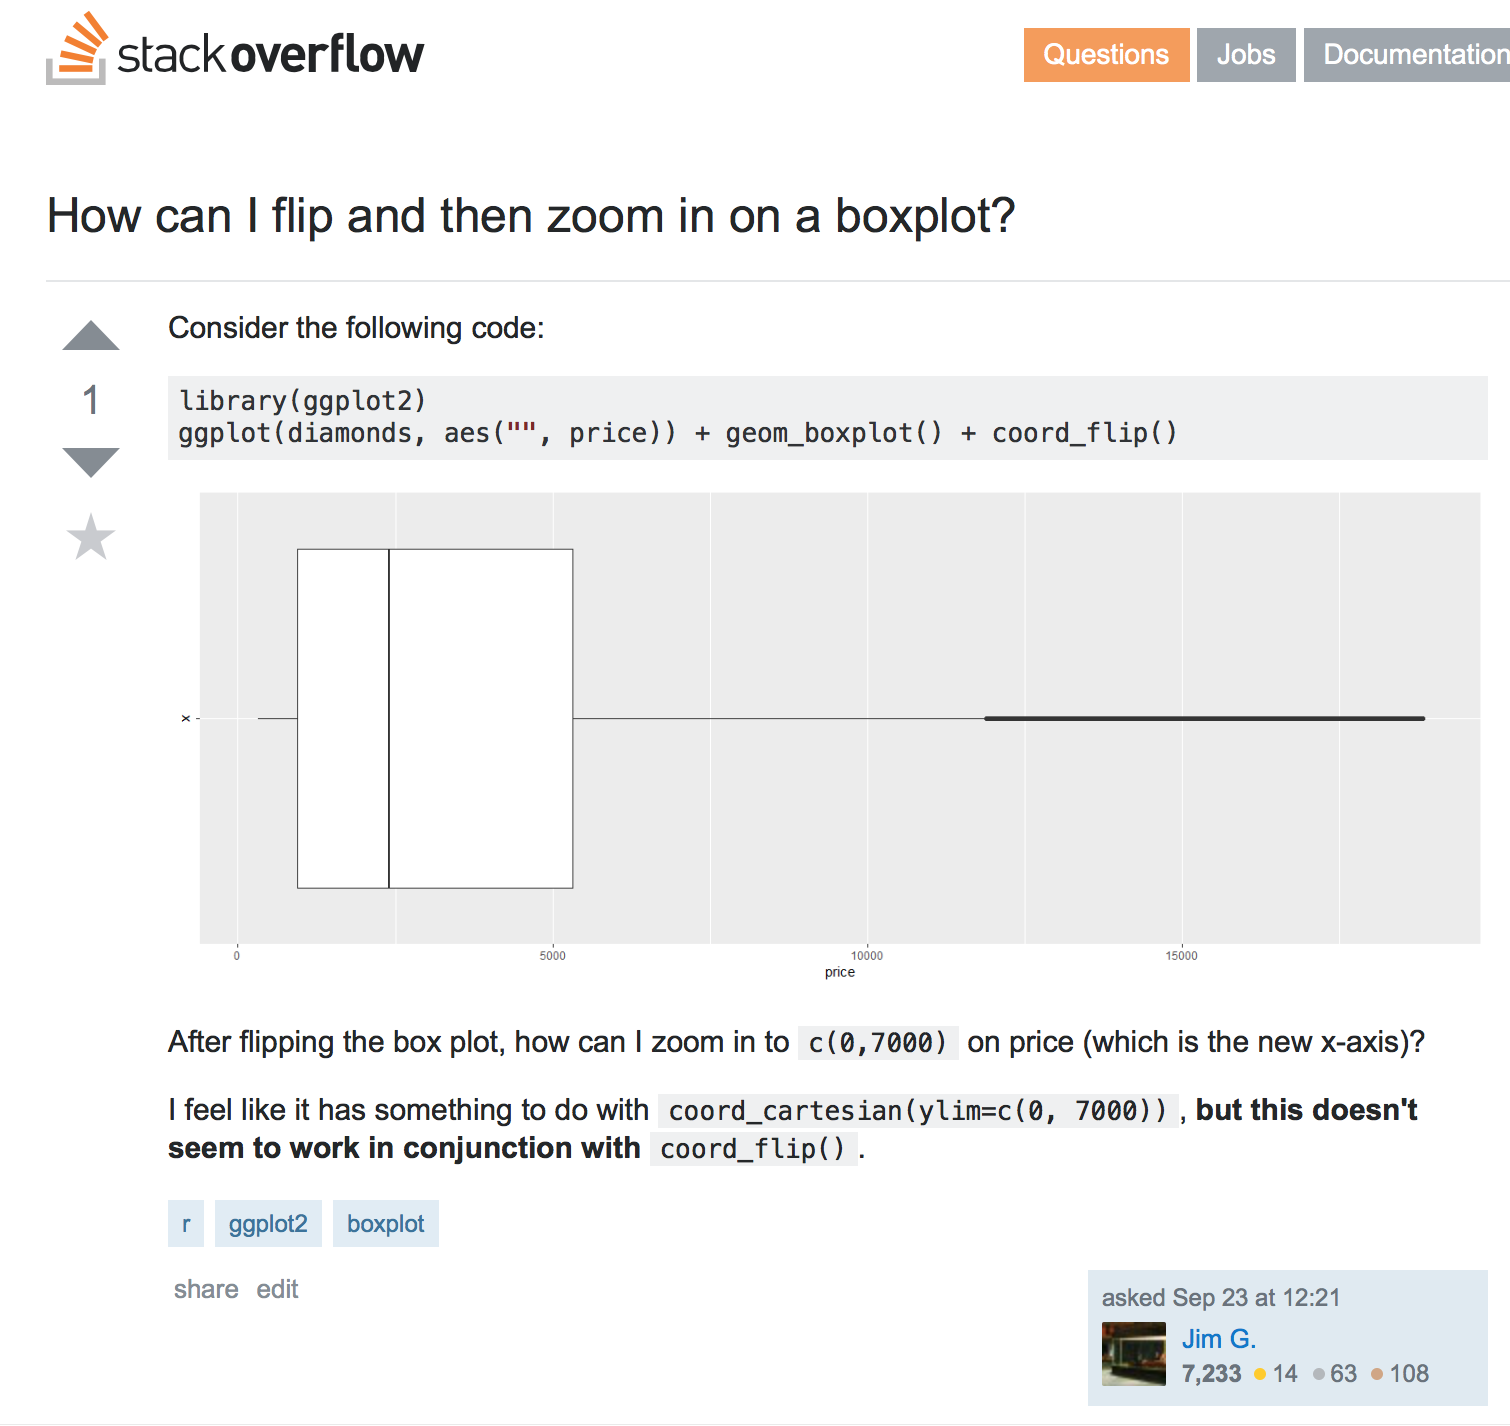 stackoverflow
Questions Jobs Documentation
How can I flip and then zoom in on a boxplot?
Consider the following code:
1
library(ggplot2)
ggplot(diamonds, aes("", price)) + geom_boxplot() + coord_flip()
x
0 5000 10000 15000
price
After flipping the box plot, how can I zoom in to c(0,7000) on price (which is the new x-axis)?
I feel like it has something to do with coord_cartesian(ylim=c(0, 7000)), but this doesn't
seem to work in conjunction with coord_flip().
r ggplot2 boxplot
share edit
asked Sep 23 at 12:21
Jim G.
7,233 14 63 108